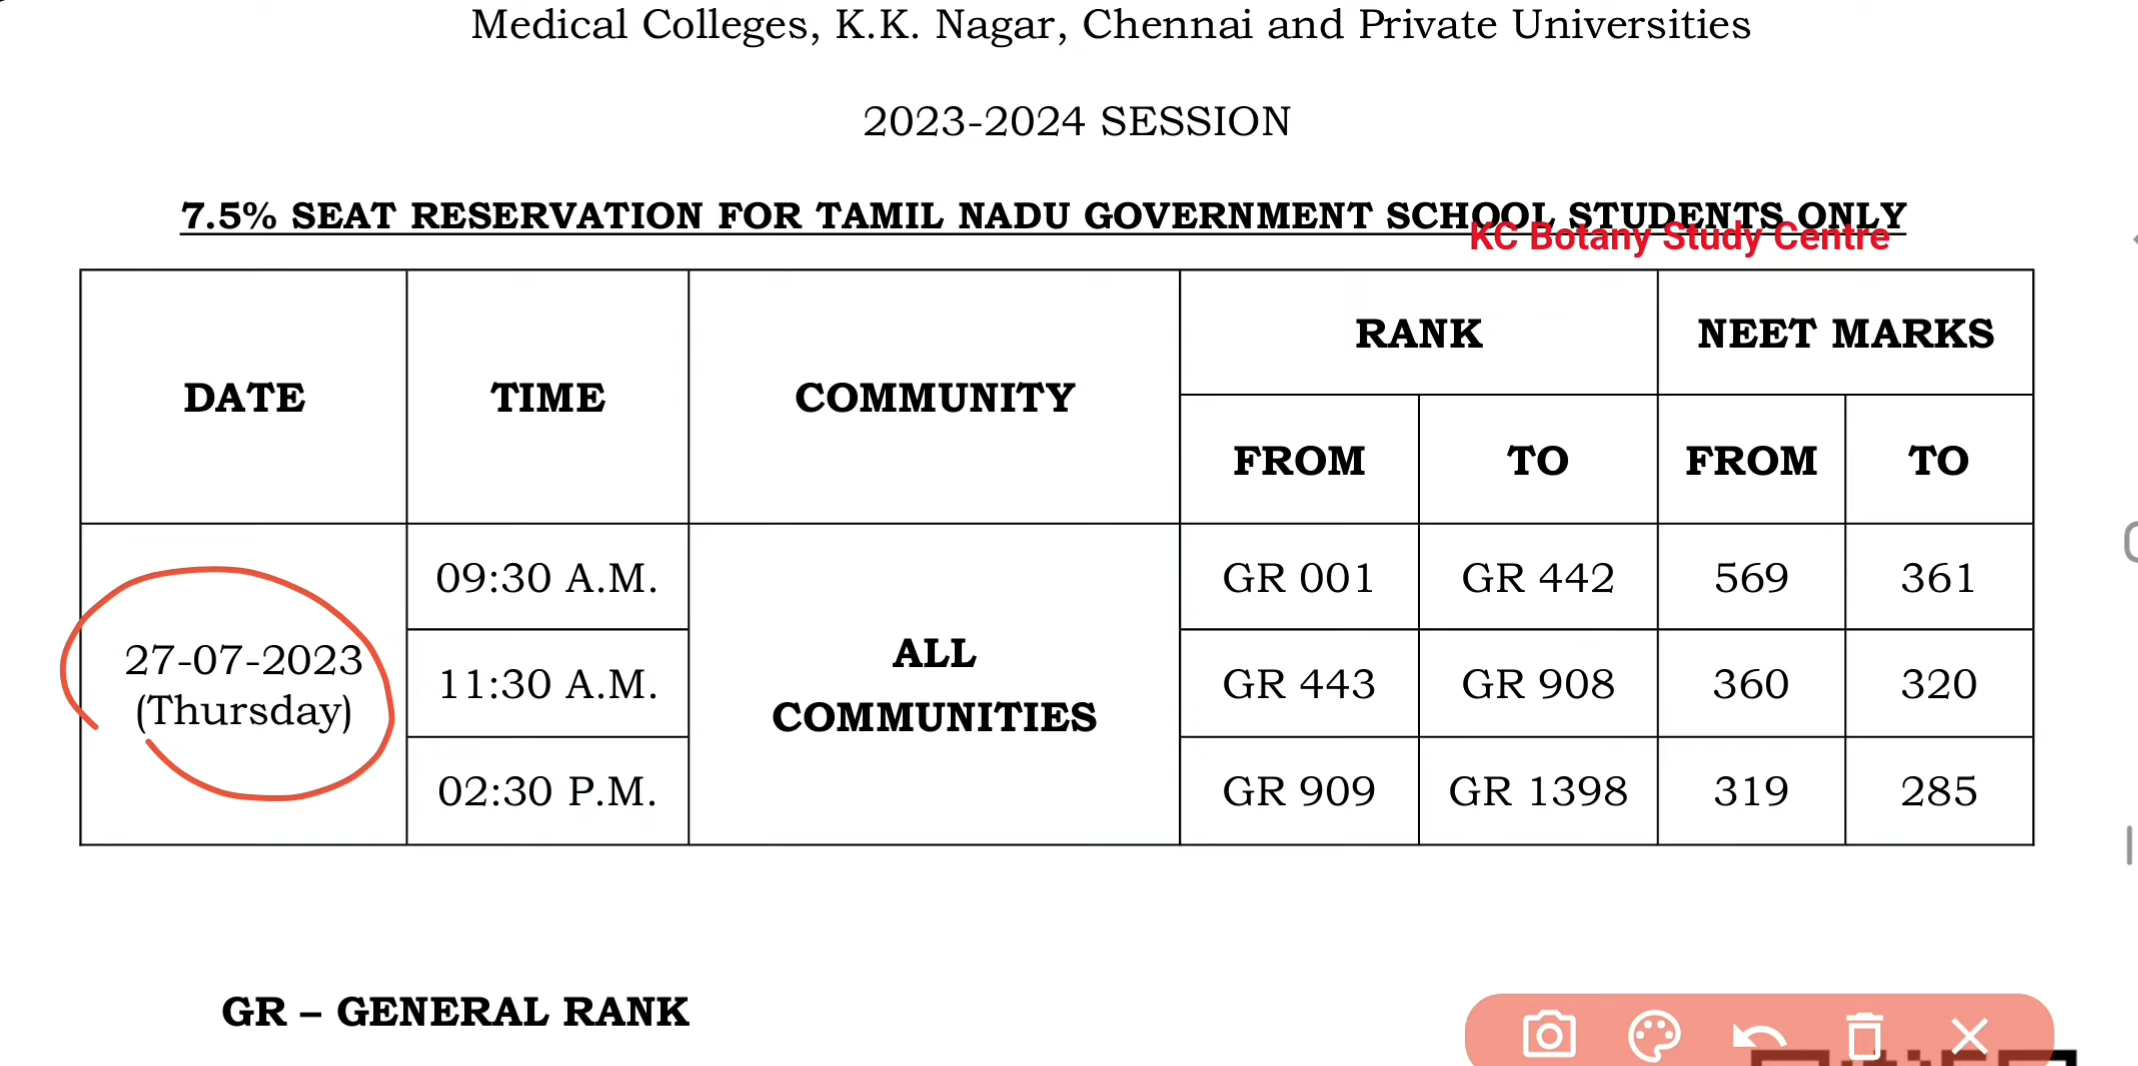 Medical Colleges, K.K. Nagar, Chennai and Private Universities
2023-2024 SESSION
7.5% SEAT RESERVATION FOR TAMIL NADU GOVERNMENT SCHOOL STUDENTS ONLY
KC Botany Study Centre
DATE TIME COMMUNITY RANK NEET MARKS
FROM TO FROM TO
27-07-2023
(Thursday)
09:30 A.M. GR 001 GR 442 569 361
11:30 A.M. GR 443 GR 908 360 320
02:30 P.M. GR 909 GR 1398 319 285
ALL
COMMUNITIES
GR – GENERAL RANK